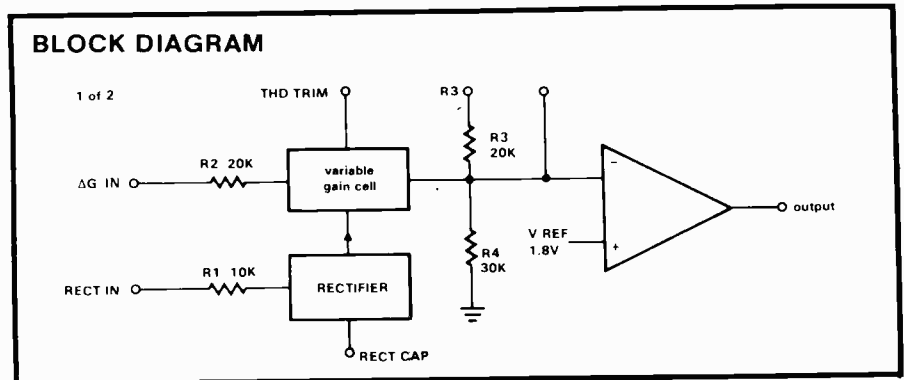 BLOCK DIAGRAM
1 of 2
THD TRIM
R3
R3
20K
ΔG IN
R2 20K
variable
gain cell
−
output
V REF
1.8V
+
R4
30K
RECT IN
R1 10K
RECTIFIER
RECT CAP